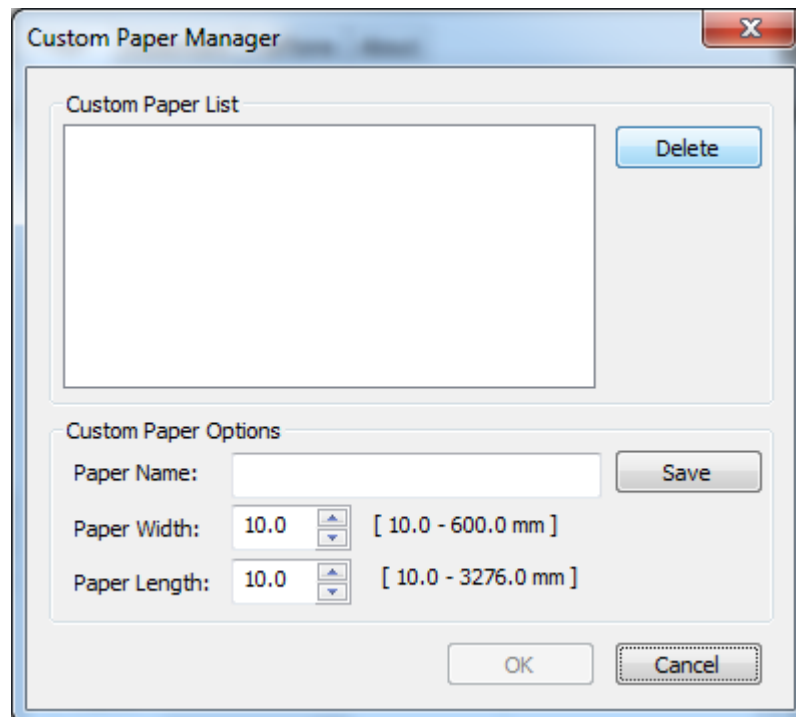 Custom Paper Manager
Custom Paper List
Delete
Custom Paper Options
Paper Name:
Save
Paper Width: 10.0 [ 10.0 - 600.0 mm ]
Paper Length: 10.0 [ 10.0 - 3276.0 mm ]
OK Cancel